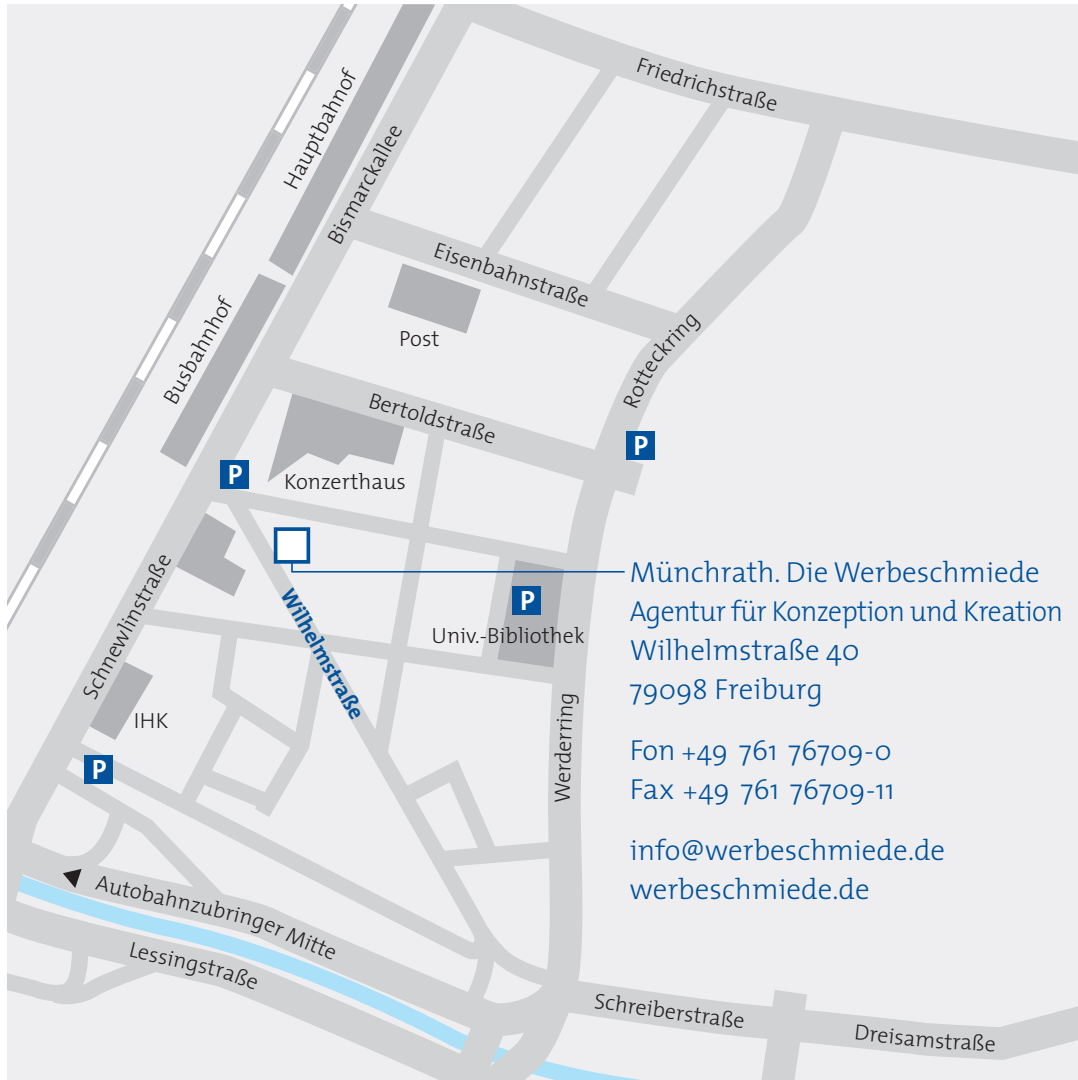 Friedrichstraße
Hauptbahnhof
Bismarckallee
Eisenbahnstraße
Post
Busbahnhof
Rotteckring
Bertoldstraße
P
P
Konzerthaus
Schnewlinstraße
Wilhelmstraße
P
Univ.-Bibliothek
Münchrath. Die Werbeschmiede
Agentur für Konzeption und Kreation
Wilhelmstraße 40
79098 Freiburg
IHK
Werderring
P
Fon +49 761 76709-0
Fax +49 761 76709-11
info@werbeschmiede.de
werbeschmiede.de
Autobahnzubringer Mitte
Lessingstraße
Schreiberstraße
Dreisamstraße